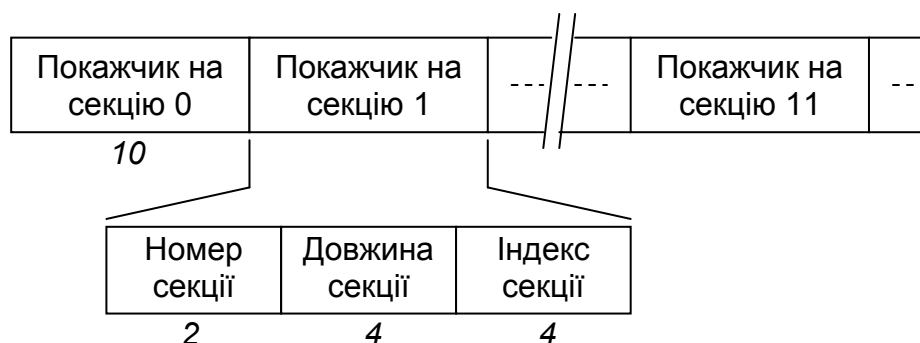 Покажчик на
секцію 0
Покажчик на
секцію 1
Покажчик на
секцію 11
10
Номер
секції
Довжина
секції
Індекс
секції
2
4
4